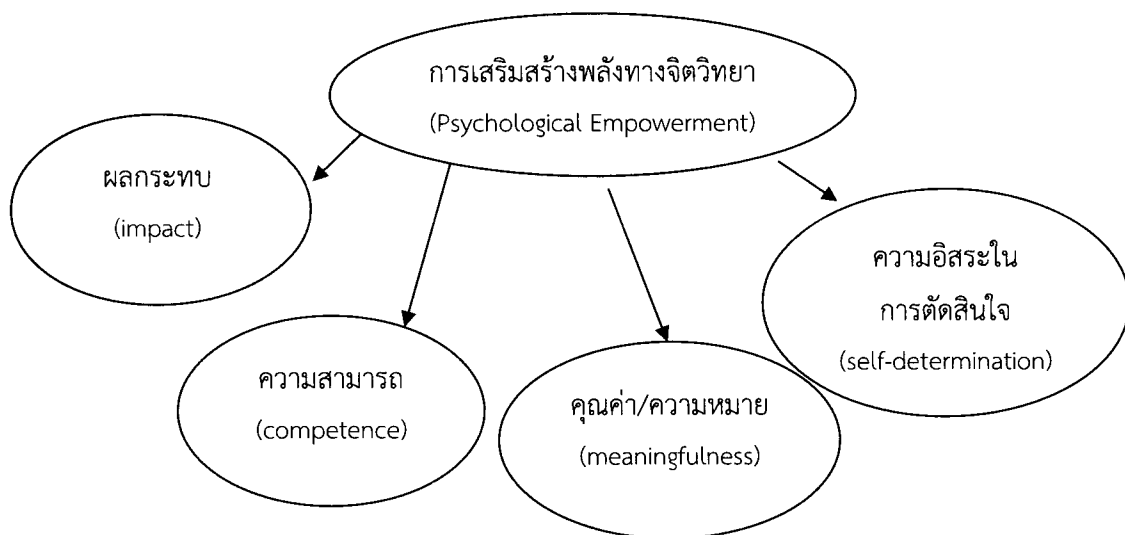 การเสริมสร้างพลังทางจิตวิทยา
(Psychological Empowerment)
ผลกระทบ
(impact)
ความสามารถ
(competence)
คุณค่า/ความหมาย
(meaningfulness)
ความอิสระใน
การตัดสินใจ
(self-determination)